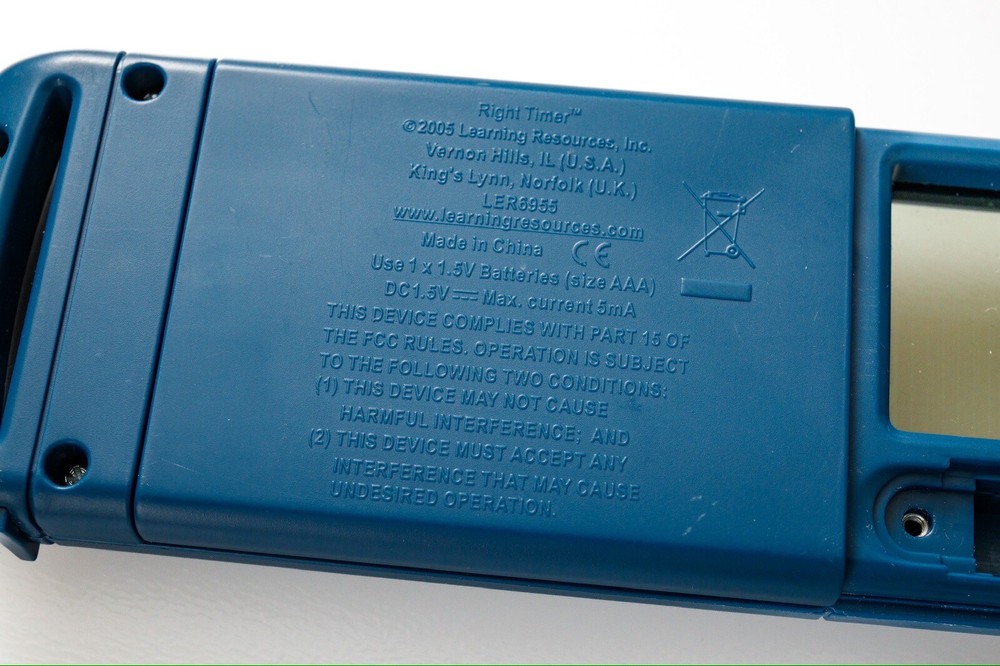 Right Timer™
©2005 Learning Resources, Inc.
Vernon Hills, IL (U.S.A.)
King's Lynn, Norfolk (U.K.)
LER6955
www.learningresources.com
Made in China CE
Use 1 x 1.5V Batteries (size AAA)
DC1.5V⎓Max. current 5mA
THIS DEVICE COMPLIES WITH PART 15 OF
THE FCC RULES. OPERATION IS SUBJECT
TO THE FOLLOWING TWO CONDITIONS:
(1) THIS DEVICE MAY NOT CAUSE
HARMFUL INTERFERENCE; AND
(2) THIS DEVICE MUST ACCEPT ANY
INTERFERENCE THAT MAY CAUSE
UNDESIRED OPERATION.